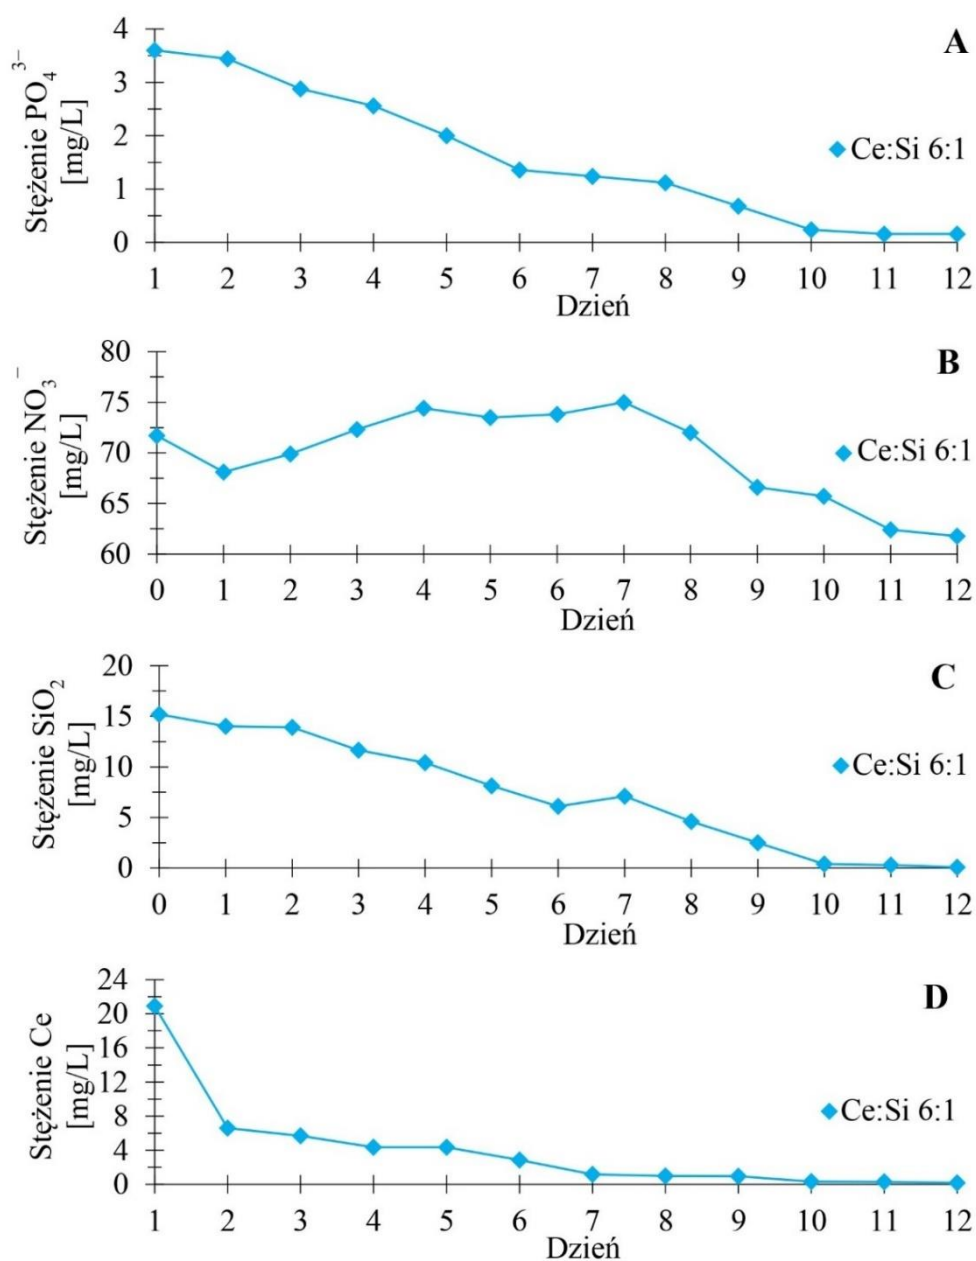 A
Stężenie PO₄³⁻
[mg/L]
4
3
2
1
0
Ce:Si 6:1
1 2 3 4 5 6 7 8 9 10 11 12
Dzień
B
Stężenie NO₃⁻
[mg/L]
80
75
70
65
60
Ce:Si 6:1
0 1 2 3 4 5 6 7 8 9 10 11 12
Dzień
C
Stężenie SiO₂
[mg/L]
20
15
10
5
0
Ce:Si 6:1
0 1 2 3 4 5 6 7 8 9 10 11 12
Dzień
D
Stężenie Ce
[mg/L]
24
20
16
12
8
4
0
Ce:Si 6:1
1 2 3 4 5 6 7 8 9 10 11 12
Dzień